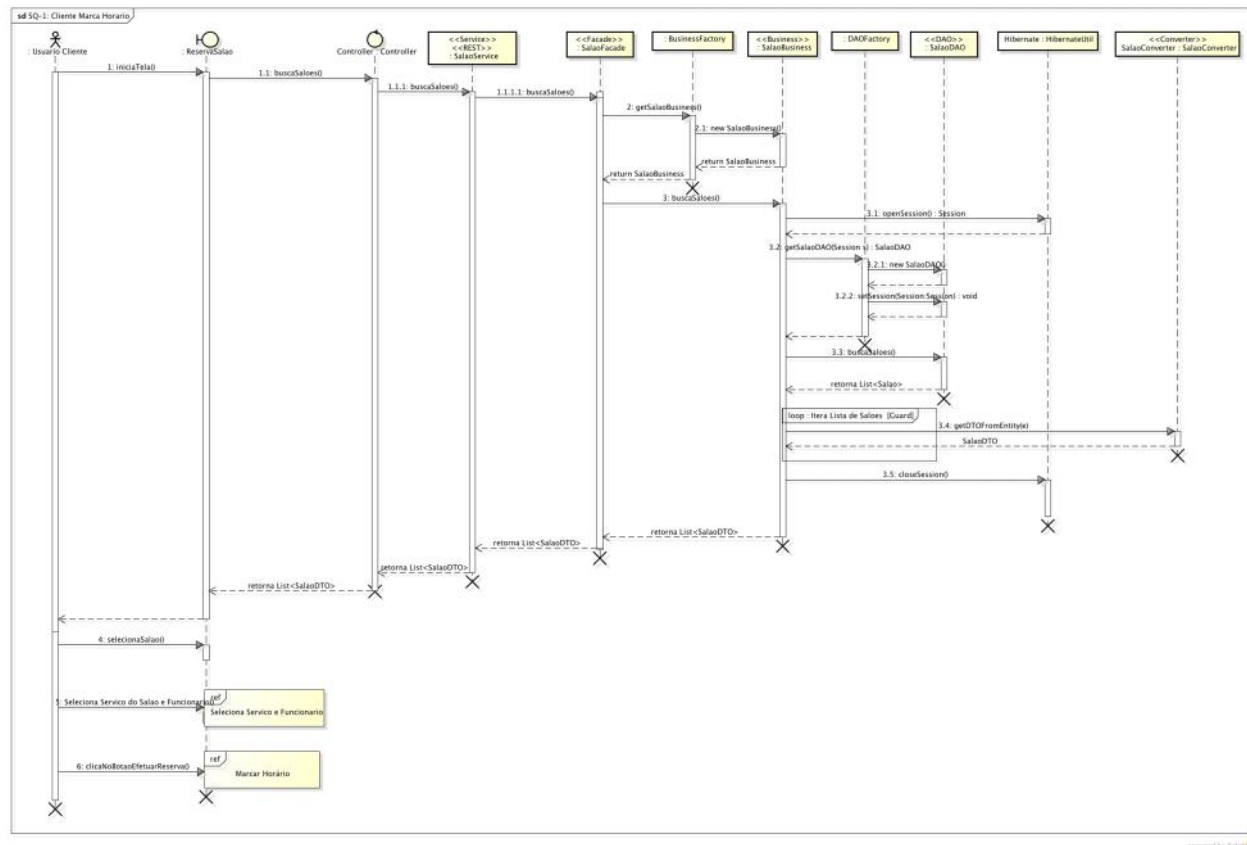 sd SQ-1: Cliente Marca Horario
: Usuario Cliente
: ReservaSalao
Controller : Controller
<<Service>>
<<REST>>
: SalaoService
<<Facade>>
: SalaoFacade
: BusinessFactory
<<Business>>
: SalaoBusiness
: DAOFactory
<<DAO>>
: SalaoDAO
Hibernate : HibernateUtil
<<Converter>>
SalaoConverter : SalaoConverter
1: iniciaTela()
1.1: buscaSaloes()
1.1.1: buscaSaloes()
1.1.1.1: buscaSaloes()
2: getSalaoBusiness()
2.1: new SalaoBusiness()
return SalaoBusiness
return SalaoBusiness
3: buscaSaloes()
3.1: openSession() : Session
3.2: getSalaoDAO(Session s) : SalaoDAO
3.2.1: new SalaoDAO()
3.2.2: setSession(Session:Session) : void
3.3: buscaSaloes()
retorna List<Salao>
loop : Itera Lista de Saloes [Guard]
3.4: getDTOFromEntity(e)
SalaoDTO
3.5: closeSession()
retorna List<SalaoDTO>
retorna List<SalaoDTO>
retorna List<SalaoDTO>
retorna List<SalaoDTO>
4: selecionaSalao()
ref
5: Seleciona Servico do Salao e Funcionario()
Seleciona Servico e Funcionario
ref
6: clicaNoBotaoEfetuarReserva()
Marcar Horário